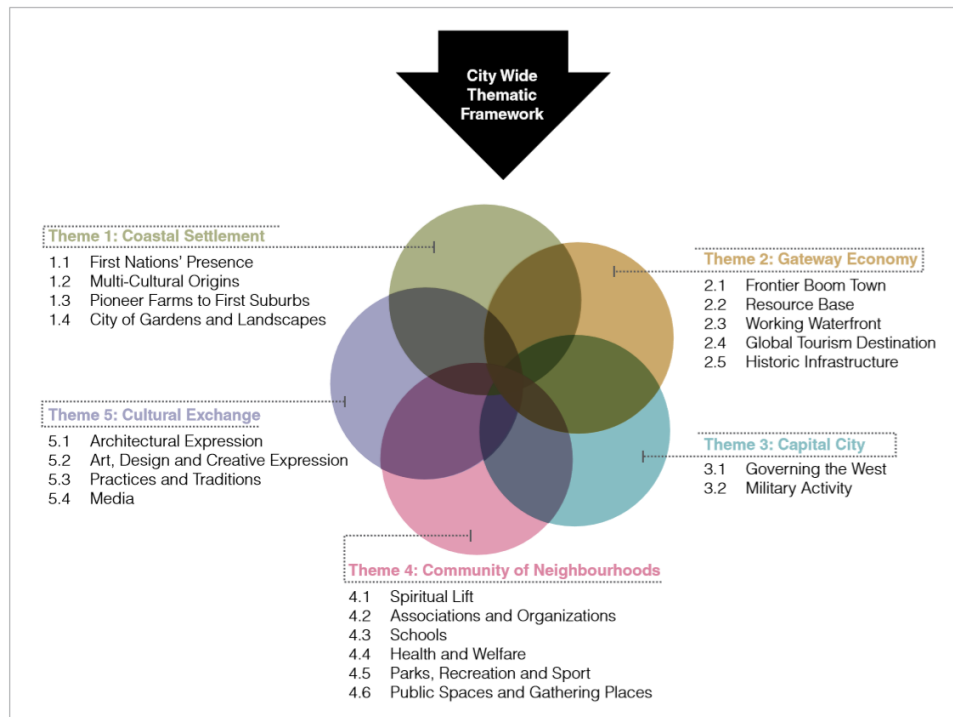 City Wide
Thematic
Framework
Theme 1: Coastal Settlement
1.1 First Nations' Presence
1.2 Multi-Cultural Origins
1.3 Pioneer Farms to First Suburbs
1.4 City of Gardens and Landscapes
Theme 2: Gateway Economy
2.1 Frontier Boom Town
2.2 Resource Base
2.3 Working Waterfront
2.4 Global Tourism Destination
2.5 Historic Infrastructure
Theme 5: Cultural Exchange
5.1 Architectural Expression
5.2 Art, Design and Creative Expression
5.3 Practices and Traditions
5.4 Media
Theme 3: Capital City
3.1 Governing the West
3.2 Military Activity
Theme 4: Community of Neighbourhoods
4.1 Spiritual Lift
4.2 Associations and Organizations
4.3 Schools
4.4 Health and Welfare
4.5 Parks, Recreation and Sport
4.6 Public Spaces and Gathering Places